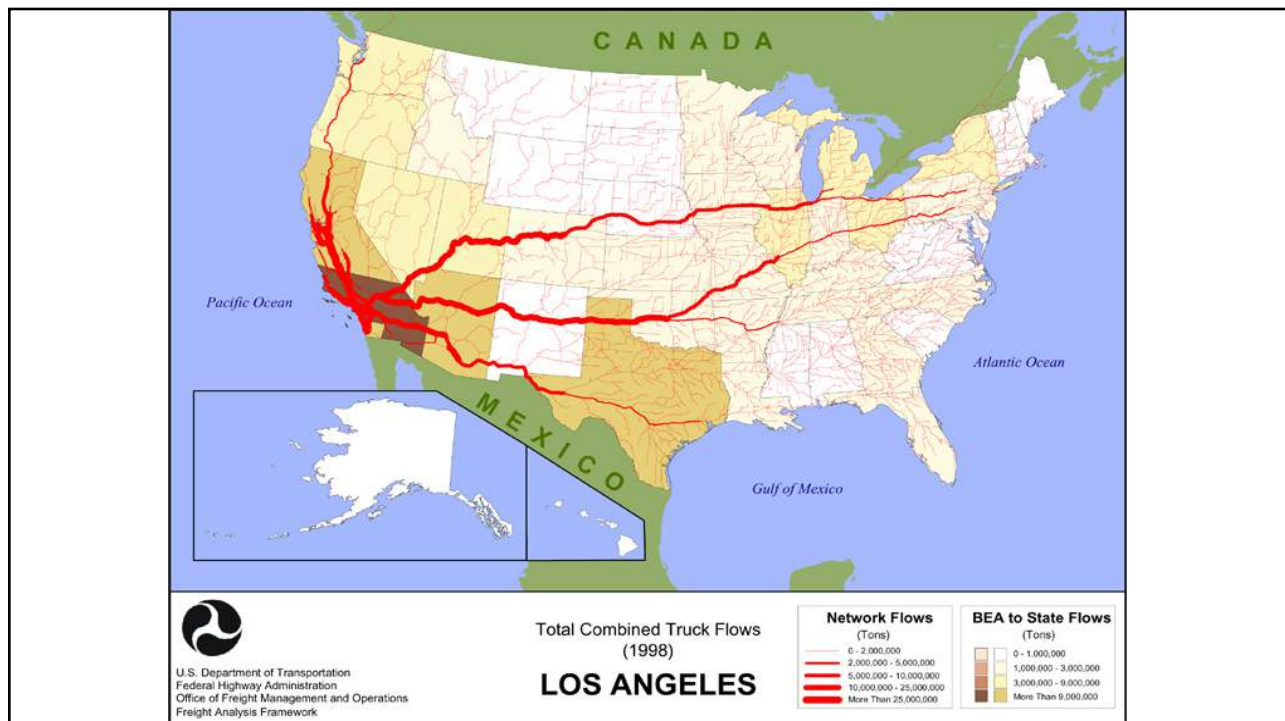 CANADA
Pacific Ocean
Atlantic Ocean
MEXICO
Gulf of Mexico
U.S. Department of Transportation
Federal Highway Administration
Office of Freight Management and Operations
Freight Analysis Framework
Total Combined Truck Flows
(1998)
LOS ANGELES
Network Flows
(Tons)
0 - 2,000,000
2,000,000 - 5,000,000
5,000,000 - 10,000,000
10,000,000 - 25,000,000
More Than 25,000,000
BEA to State Flows
(Tons)
0 - 1,000,000
1,000,000 - 3,000,000
3,000,000 - 9,000,000
More Than 9,000,000